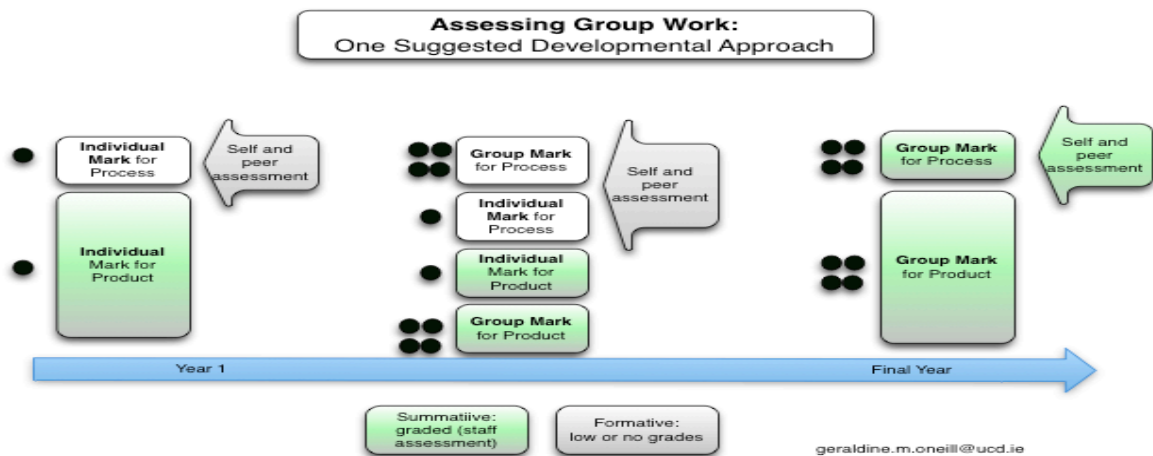 Assessing Group Work:
One Suggested Developmental Approach
Individual
Mark for
Process
Self and
peer
assessment
Individual
Mark for
Product
Group Mark
for Process
Self and
peer
assessment
Individual
Mark for
Process
Individual
Mark for
Product
Group Mark
for Product
Group Mark
for Process
Self and
peer
assessment
Group Mark
for Product
Year 1
Final Year
Summatiive:
graded (staff
assessment)
Formative:
low or no grades
geraldine.m.oneill@ucd.ie